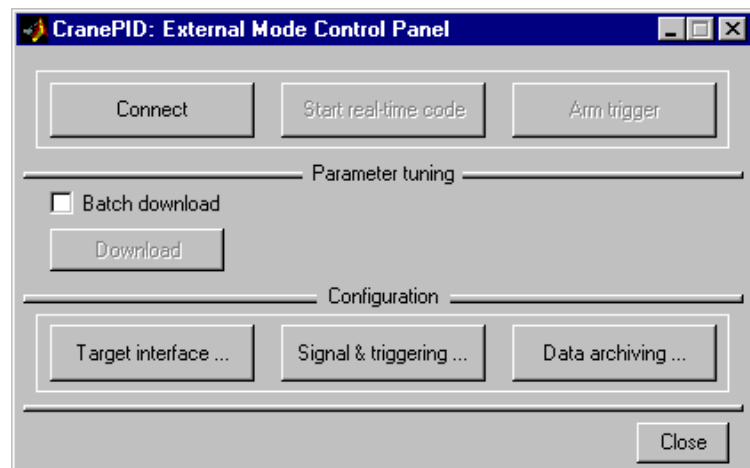 CranePID: External Mode Control Panel
Connect
Start real-time code
Arm trigger
Parameter tuning
Batch download
Download
Configuration
Target interface ...
Signal & triggering ...
Data archiving ...
Close